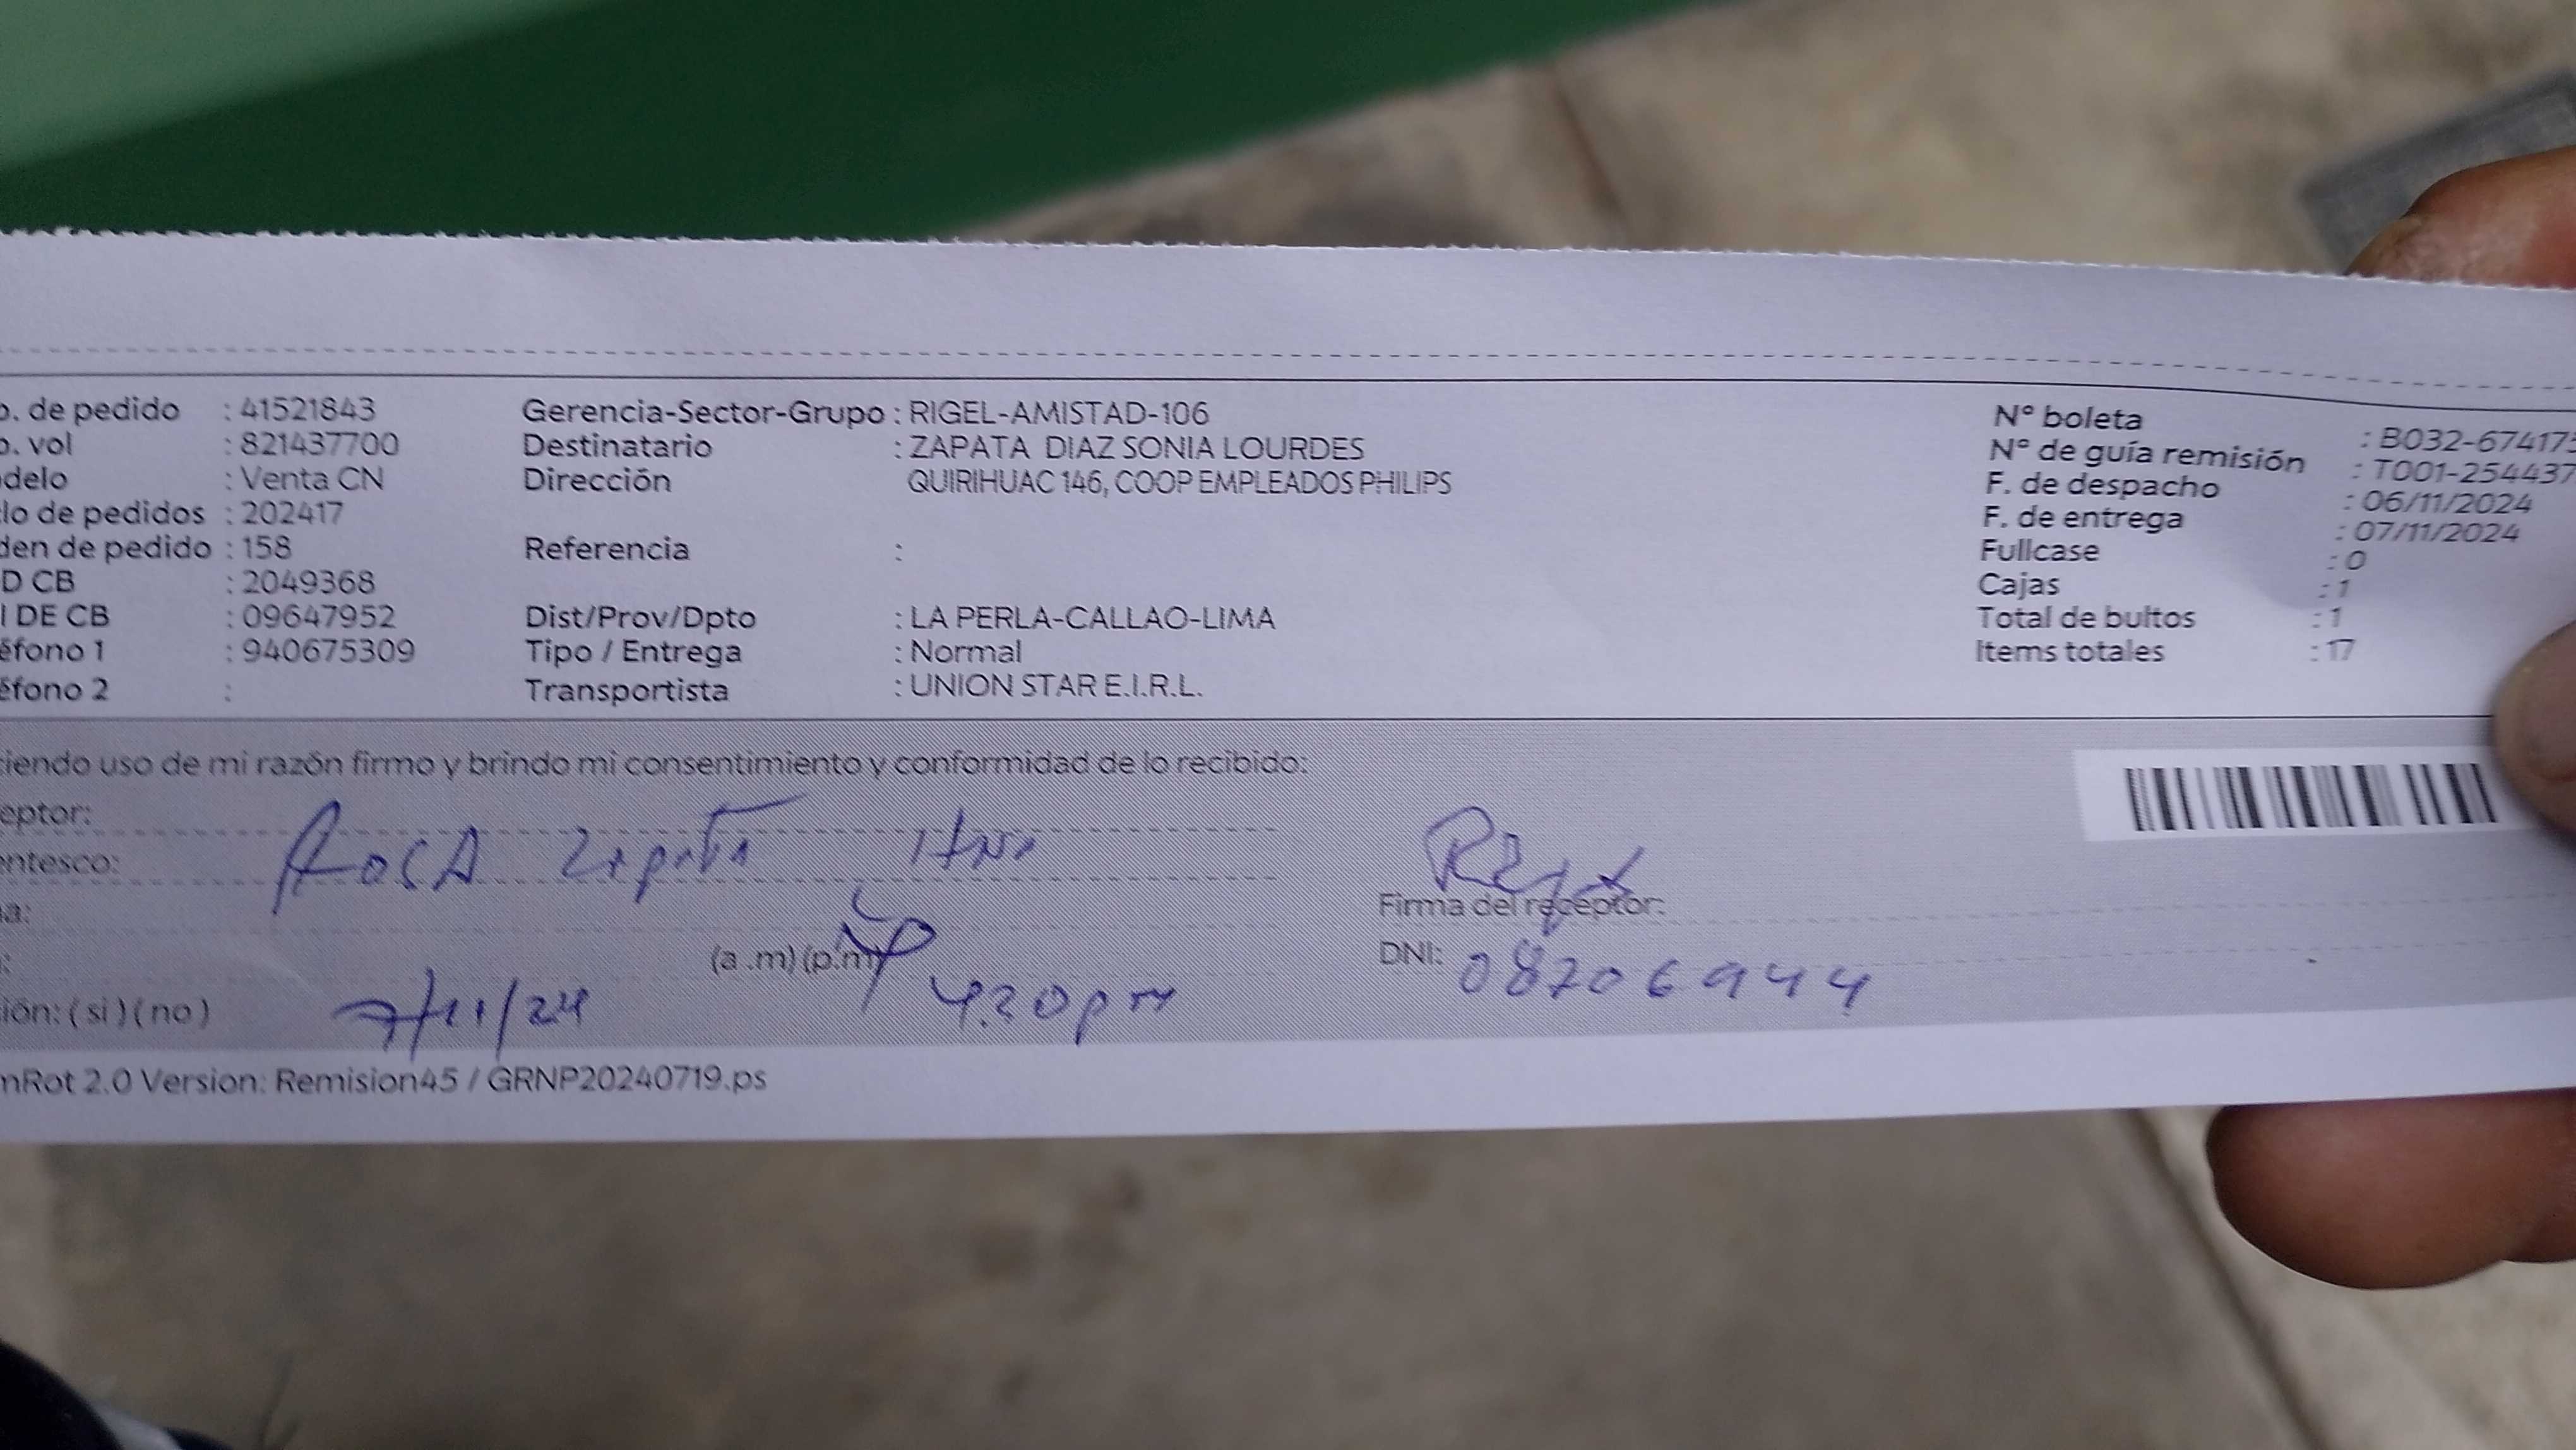 o. de pedido : 41521843 Gerencia-Sector-Grupo : RIGEL-AMISTAD-106 N° boleta : B032-674175
o. vol : 821437700 Destinatario : ZAPATA DIAZ SONIA LOURDES N° de guía remisión : T001-254437
delo : Venta CN Dirección QUIRIHUAC 146, COOP EMPLEADOS PHILIPS F. de despacho : 06/11/2024
lo de pedidos : 202417 F. de entrega : 07/11/2024
den de pedido : 158 Referencia : Fullcase : 0
D CB : 2049368 Cajas : 1
I DE CB : 09647952 Dist/Prov/Dpto : LA PERLA-CALLAO-LIMA Total de bultos : 1
éfono 1 : 940675309 Tipo / Entrega : Normal Items totales : 17
éfono 2 : Transportista : UNION STAR E.I.R.L.
ciendo uso de mi razón firmo y brindo mi consentimiento y conformidad de lo recibido:
eptor:
entesco: Rosa Zapata
a: Firma del receptor:
: (a .m) (p.m) DNI: 08206944
ión: ( si ) ( no ) 7/11/24 4.20pm
mRot 2.0 Version: Remision45 / GRNP20240719.ps